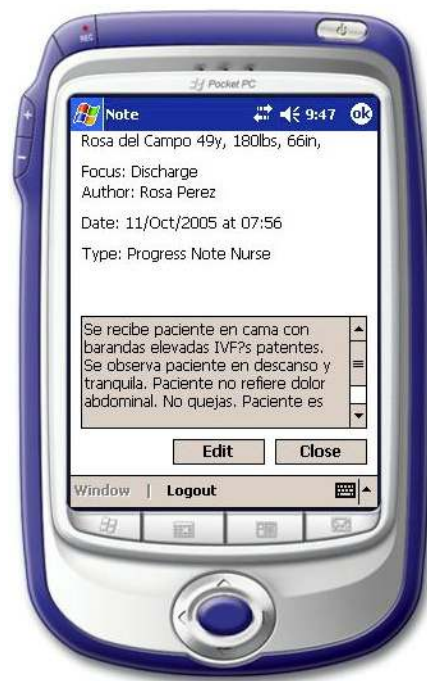 REC
Pocket PC
Note 9:47 ok
Rosa del Campo 49y, 180lbs, 66in,
Focus: Discharge
Author: Rosa Perez
Date: 11/Oct/2005 at 07:56
Type: Progress Note Nurse
Se recibe paciente en cama con
barandas elevadas IVF?s patentes.
Se observa paciente en descanso y
tranquila. Paciente no refiere dolor
abdominal. No quejas. Paciente es
Edit Close
Window | Logout